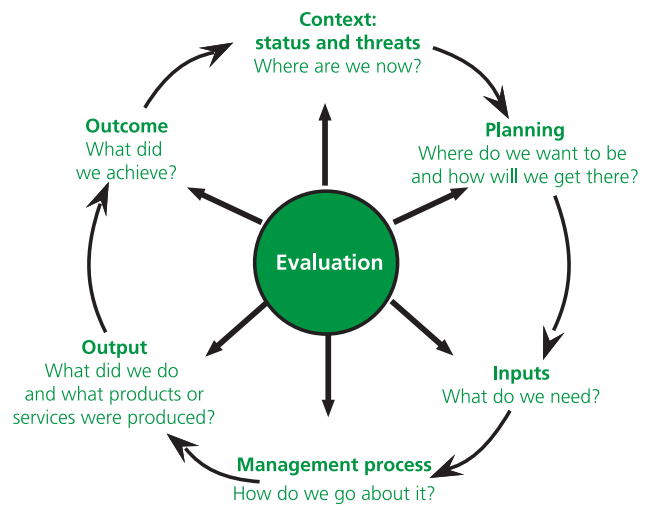 Context:
status and threats
Where are we now?
Planning
Where do we want to be
and how will we get there?
Inputs
What do we need?
Management process
How do we go about it?
Output
What did we do
and what products or
services were produced?
Outcome
What did
we achieve?
Evaluation